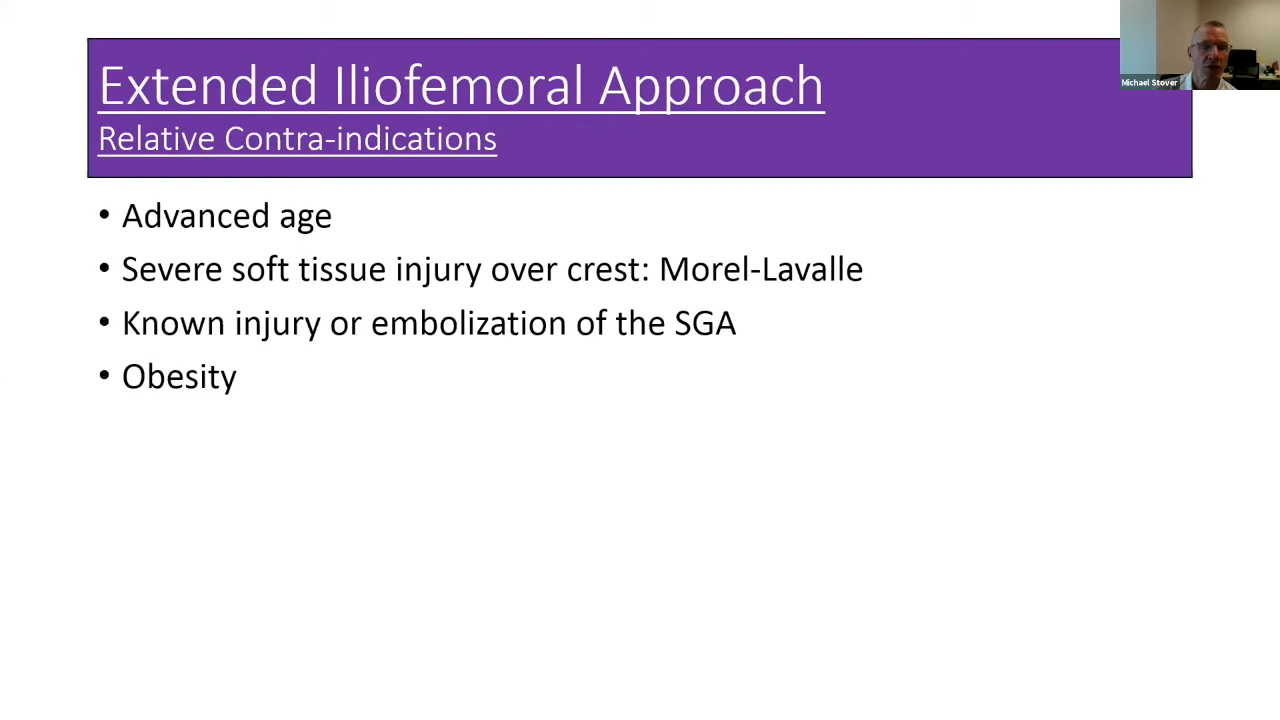 Extended Iliofemoral Approach
Relative Contra-indications
Michael Stover
• Advanced age
• Severe soft tissue injury over crest: Morel-Lavalle
• Known injury or embolization of the SGA
• Obesity